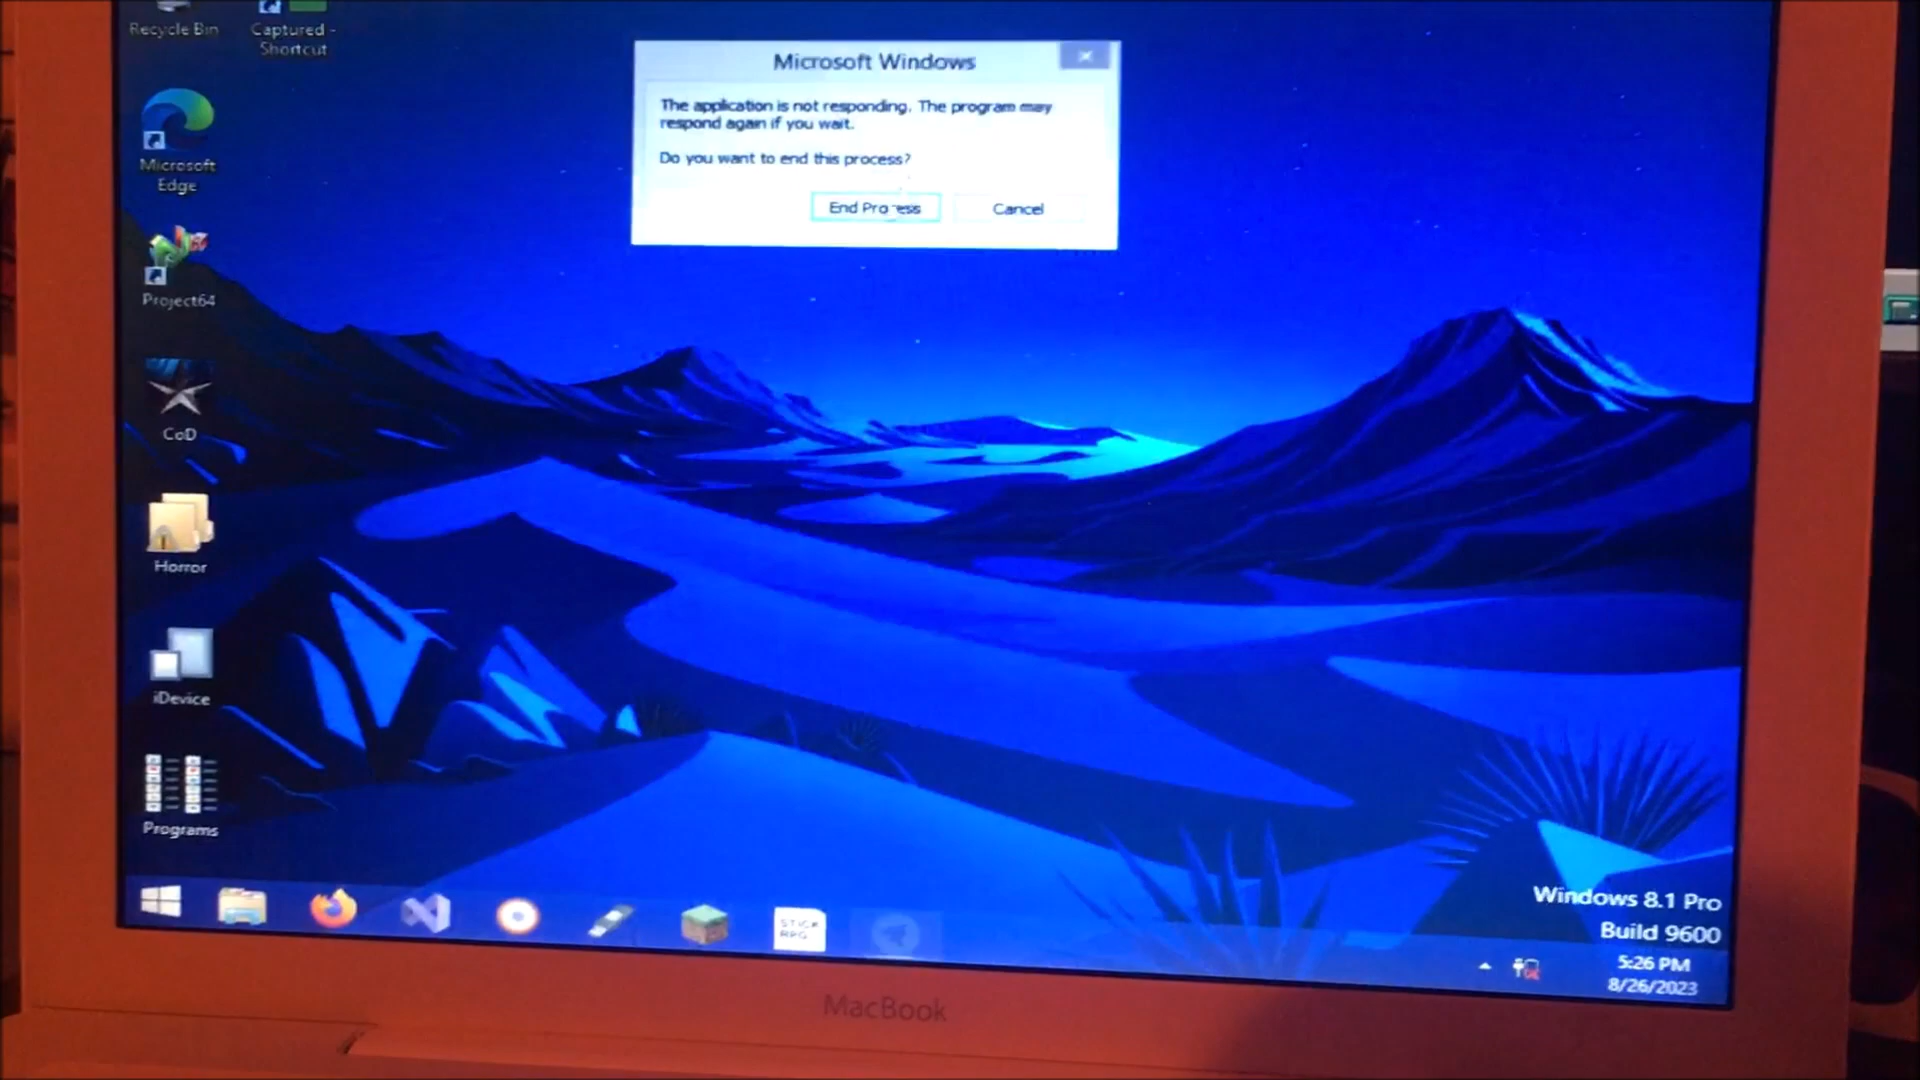 Recycle Bin
Captured -
Shortcut
Microsoft Windows
The application is not responding. The program may
respond again if you wait.
Do you want to end this process?
End Process
Cancel
Microsoft
Edge
Project64
CoD
Horror
iDevice
Programs
STICK
RPG
Windows 8.1 Pro
Build 9600
5:26 PM
8/26/2023
MacBook